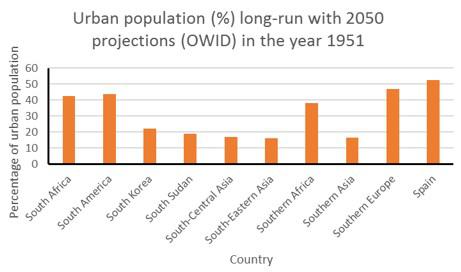 Urban population (%) long-run with 2050
projections (OWID) in the year 1951
Percentage of urban population
60
50
40
30
20
10
0
South Africa
South America
South Korea
South Sudan
South-Central Asia
South-Eastern Asia
Southern Africa
Southern Asia
Southern Europe
Spain
Country